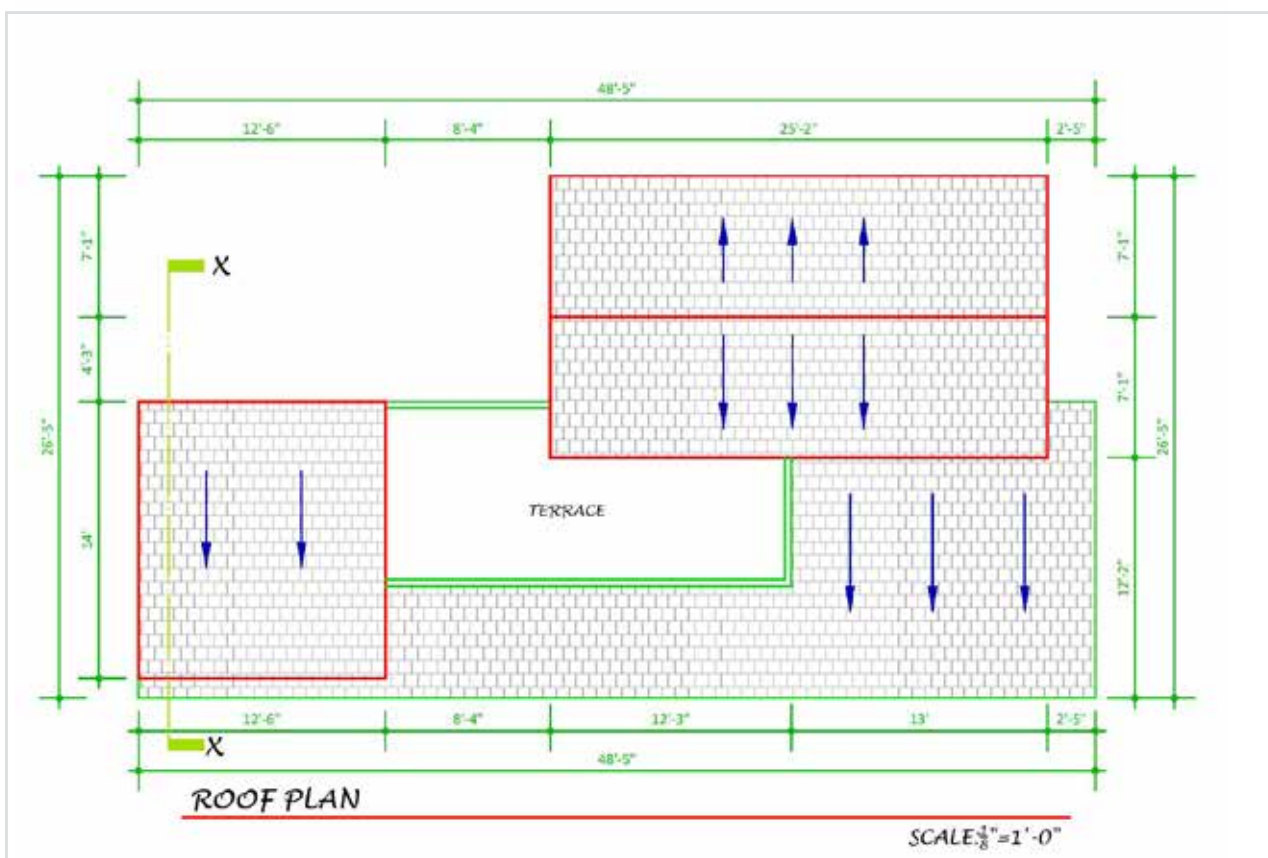 48'-5"
12'-6" 8'-4" 25'-2" 2'-5"
7'-1"
7'-1"
X
4'-3"
7'-1"
26'-5"
26'-5"
TERRACE
14'
12'-2"
12'-6" 8'-4" 12'-3" 13' 2'-5"
X
48'-5"
ROOF PLAN
SCALE:⅛"=1'-0"